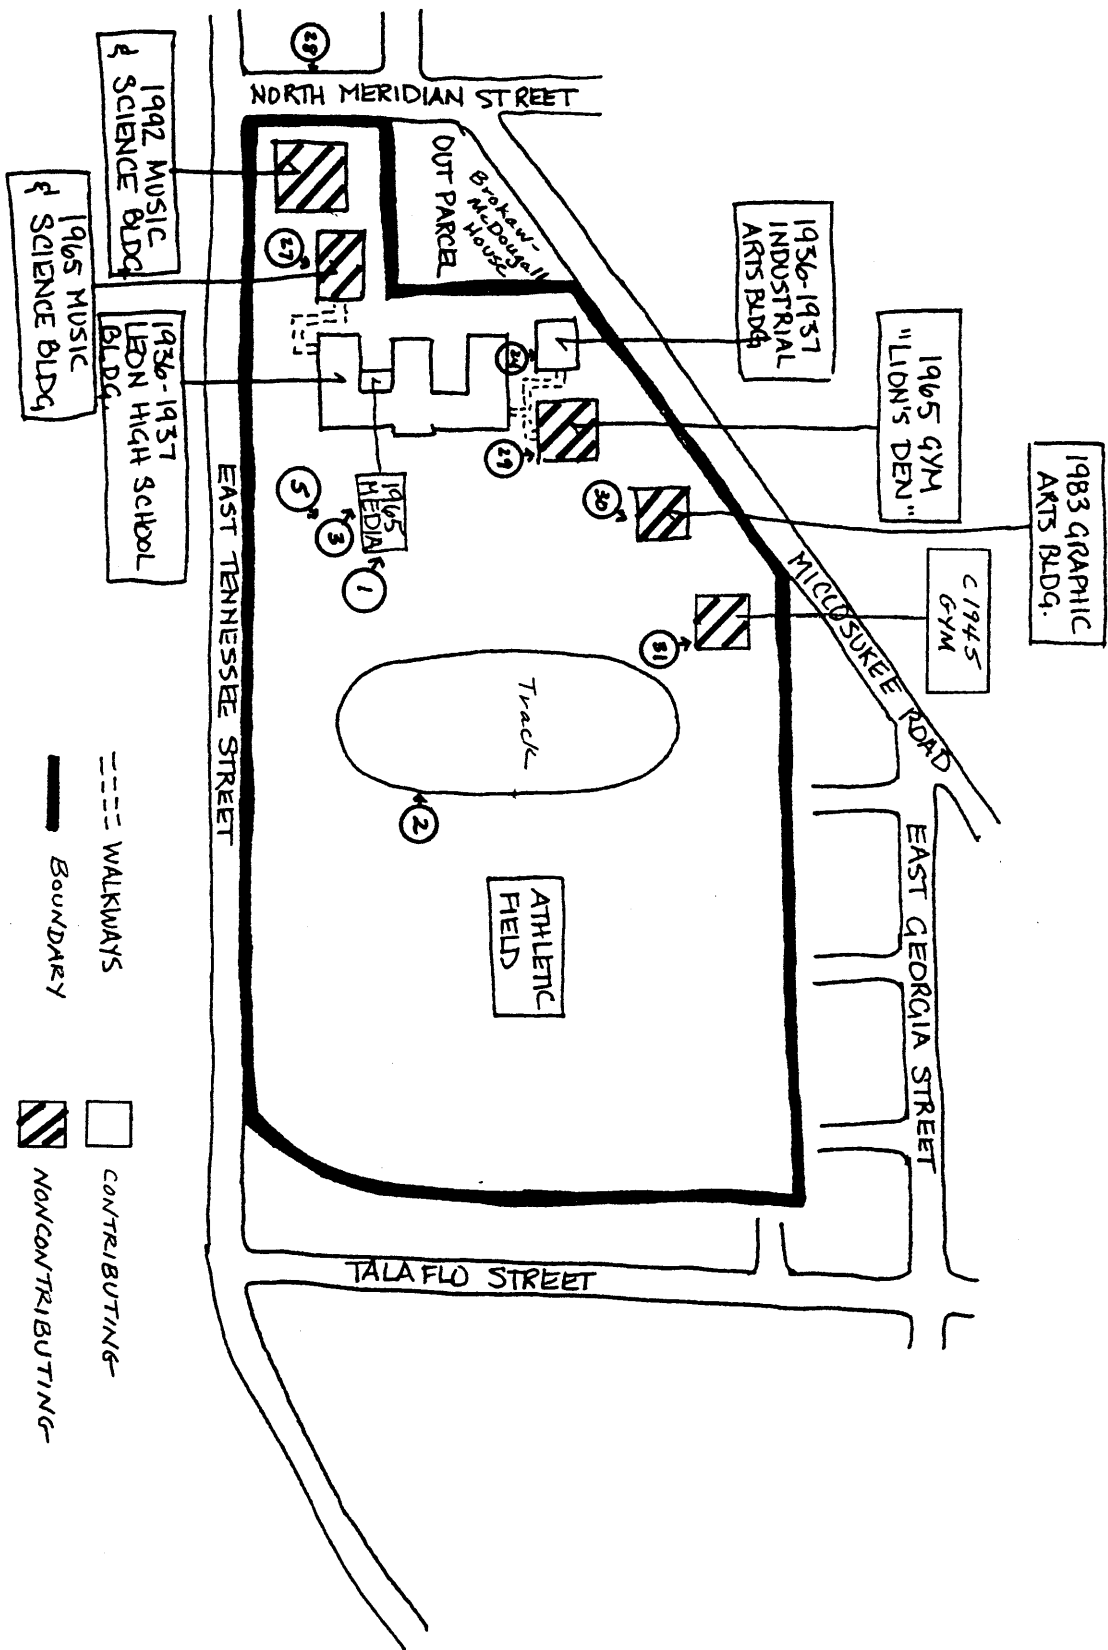 28
NORTH MERIDIAN STREET
1992 MUSIC
& SCIENCE BLDG
1965 MUSIC
& SCIENCE BLDG
1936-1937
LEON HIGH SCHOOL
BLDG.
OUT PARCEL
Brokaw-
McDougall
House
1936-1937
INDUSTRIAL
ARTS BLDG
1965 GYM
"LION'S DEN"
1983 GRAPHIC
ARTS BLDG.
C 1945
GYM
27
29
30
31
5
3
1
1965
MEDIA
MICCOSUKEE ROAD
EAST TENNESSEE STREET
Track
2
ATHLETIC
FIELD
EAST GEORGIA STREET
TALAFLO STREET
WALKWAYS
BOUNDARY
CONTRIBUTING
NONCONTRIBUTING